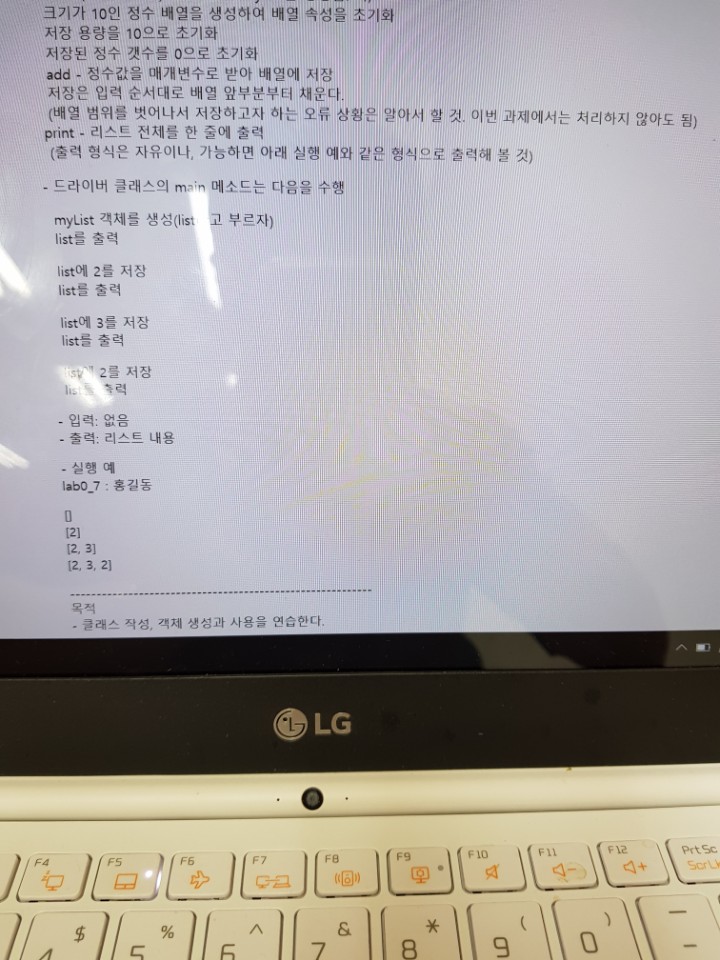 크기가 10인 정수 배열을 생성하여 배열 속성을 초기화
저장 용량을 10으로 초기화
저장된 정수 갯수를 0으로 초기화
add - 정수값을 매개변수로 받아 배열에 저장
저장은 입력 순서대로 배열 앞부분부터 채운다.
(배열 범위를 벗어나서 저장하고자 하는 오류 상황은 알아서 할 것. 이번 과제에서는 처리하지 않아도 됨)
print - 리스트 전체를 한 줄에 출력
(출력 형식은 자유이나, 가능하면 아래 실행 예와 같은 형식으로 출력해 볼 것)
- 드라이버 클래스의 main 메소드는 다음을 수행
myList 객체를 생성(list 고 부르자)
list를 출력
list에 2를 저장
list를 출력
list에 3를 저장
list를 출력
list에 2를 저장
list를 출력
- 입력: 없음
- 출력: 리스트 내용
- 실행 예
lab0_7 : 홍길동
[]
[2]
[2, 3]
[2, 3, 2]
------------------------------------------------------------
목적
- 클래스 작성, 객체 생성과 사용을 연습한다.
LG
F4 F5 F6 F7 F8 F9 F10 F11 F12 PrtSc
ScrLk
$ % ^ & * ( )
4 5 6 7 8 9 0